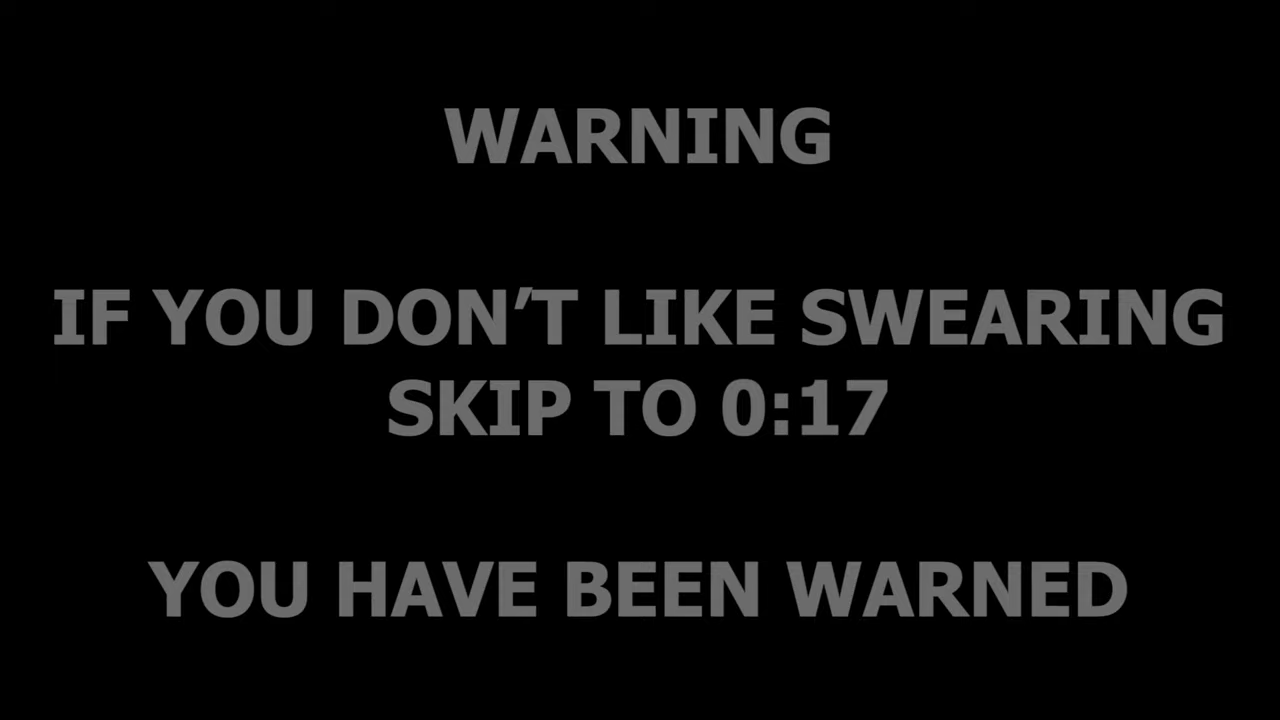 WARNING
IF YOU DON’T LIKE SWEARING
SKIP TO 0:17
YOU HAVE BEEN WARNED